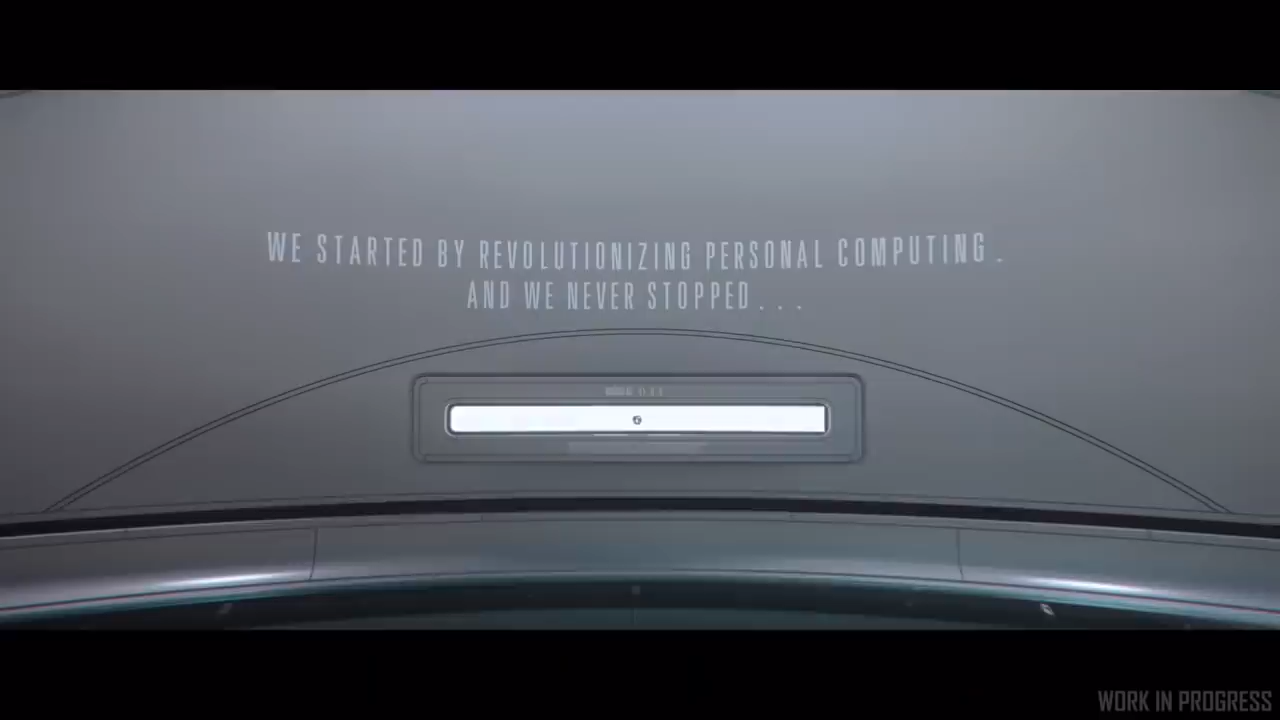 WE STARTED BY REVOLUTIONIZING PERSONAL COMPUTING.
AND WE NEVER STOPPED...
WORK IN PROGRESS